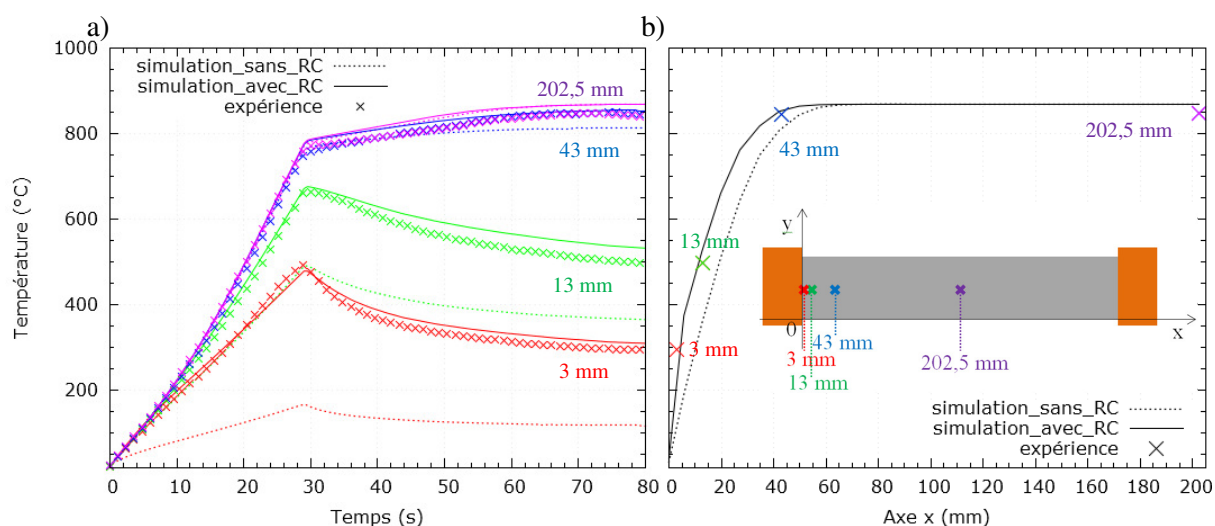 a)
Température (°C)
1000
800
600
400
200
0
10
20
30
40
50
60
70
80
Temps (s)
simulation_sans_RC
simulation_avec_RC
expérience
202,5 mm
43 mm
13 mm
3 mm
b)
0
20
40
60
80
100
120
140
160
180
200
Axe x (mm)
43 mm
202,5 mm
13 mm
3 mm
y
0
x
3 mm
13 mm
43 mm
202,5 mm
simulation_sans_RC
simulation_avec_RC
expérience